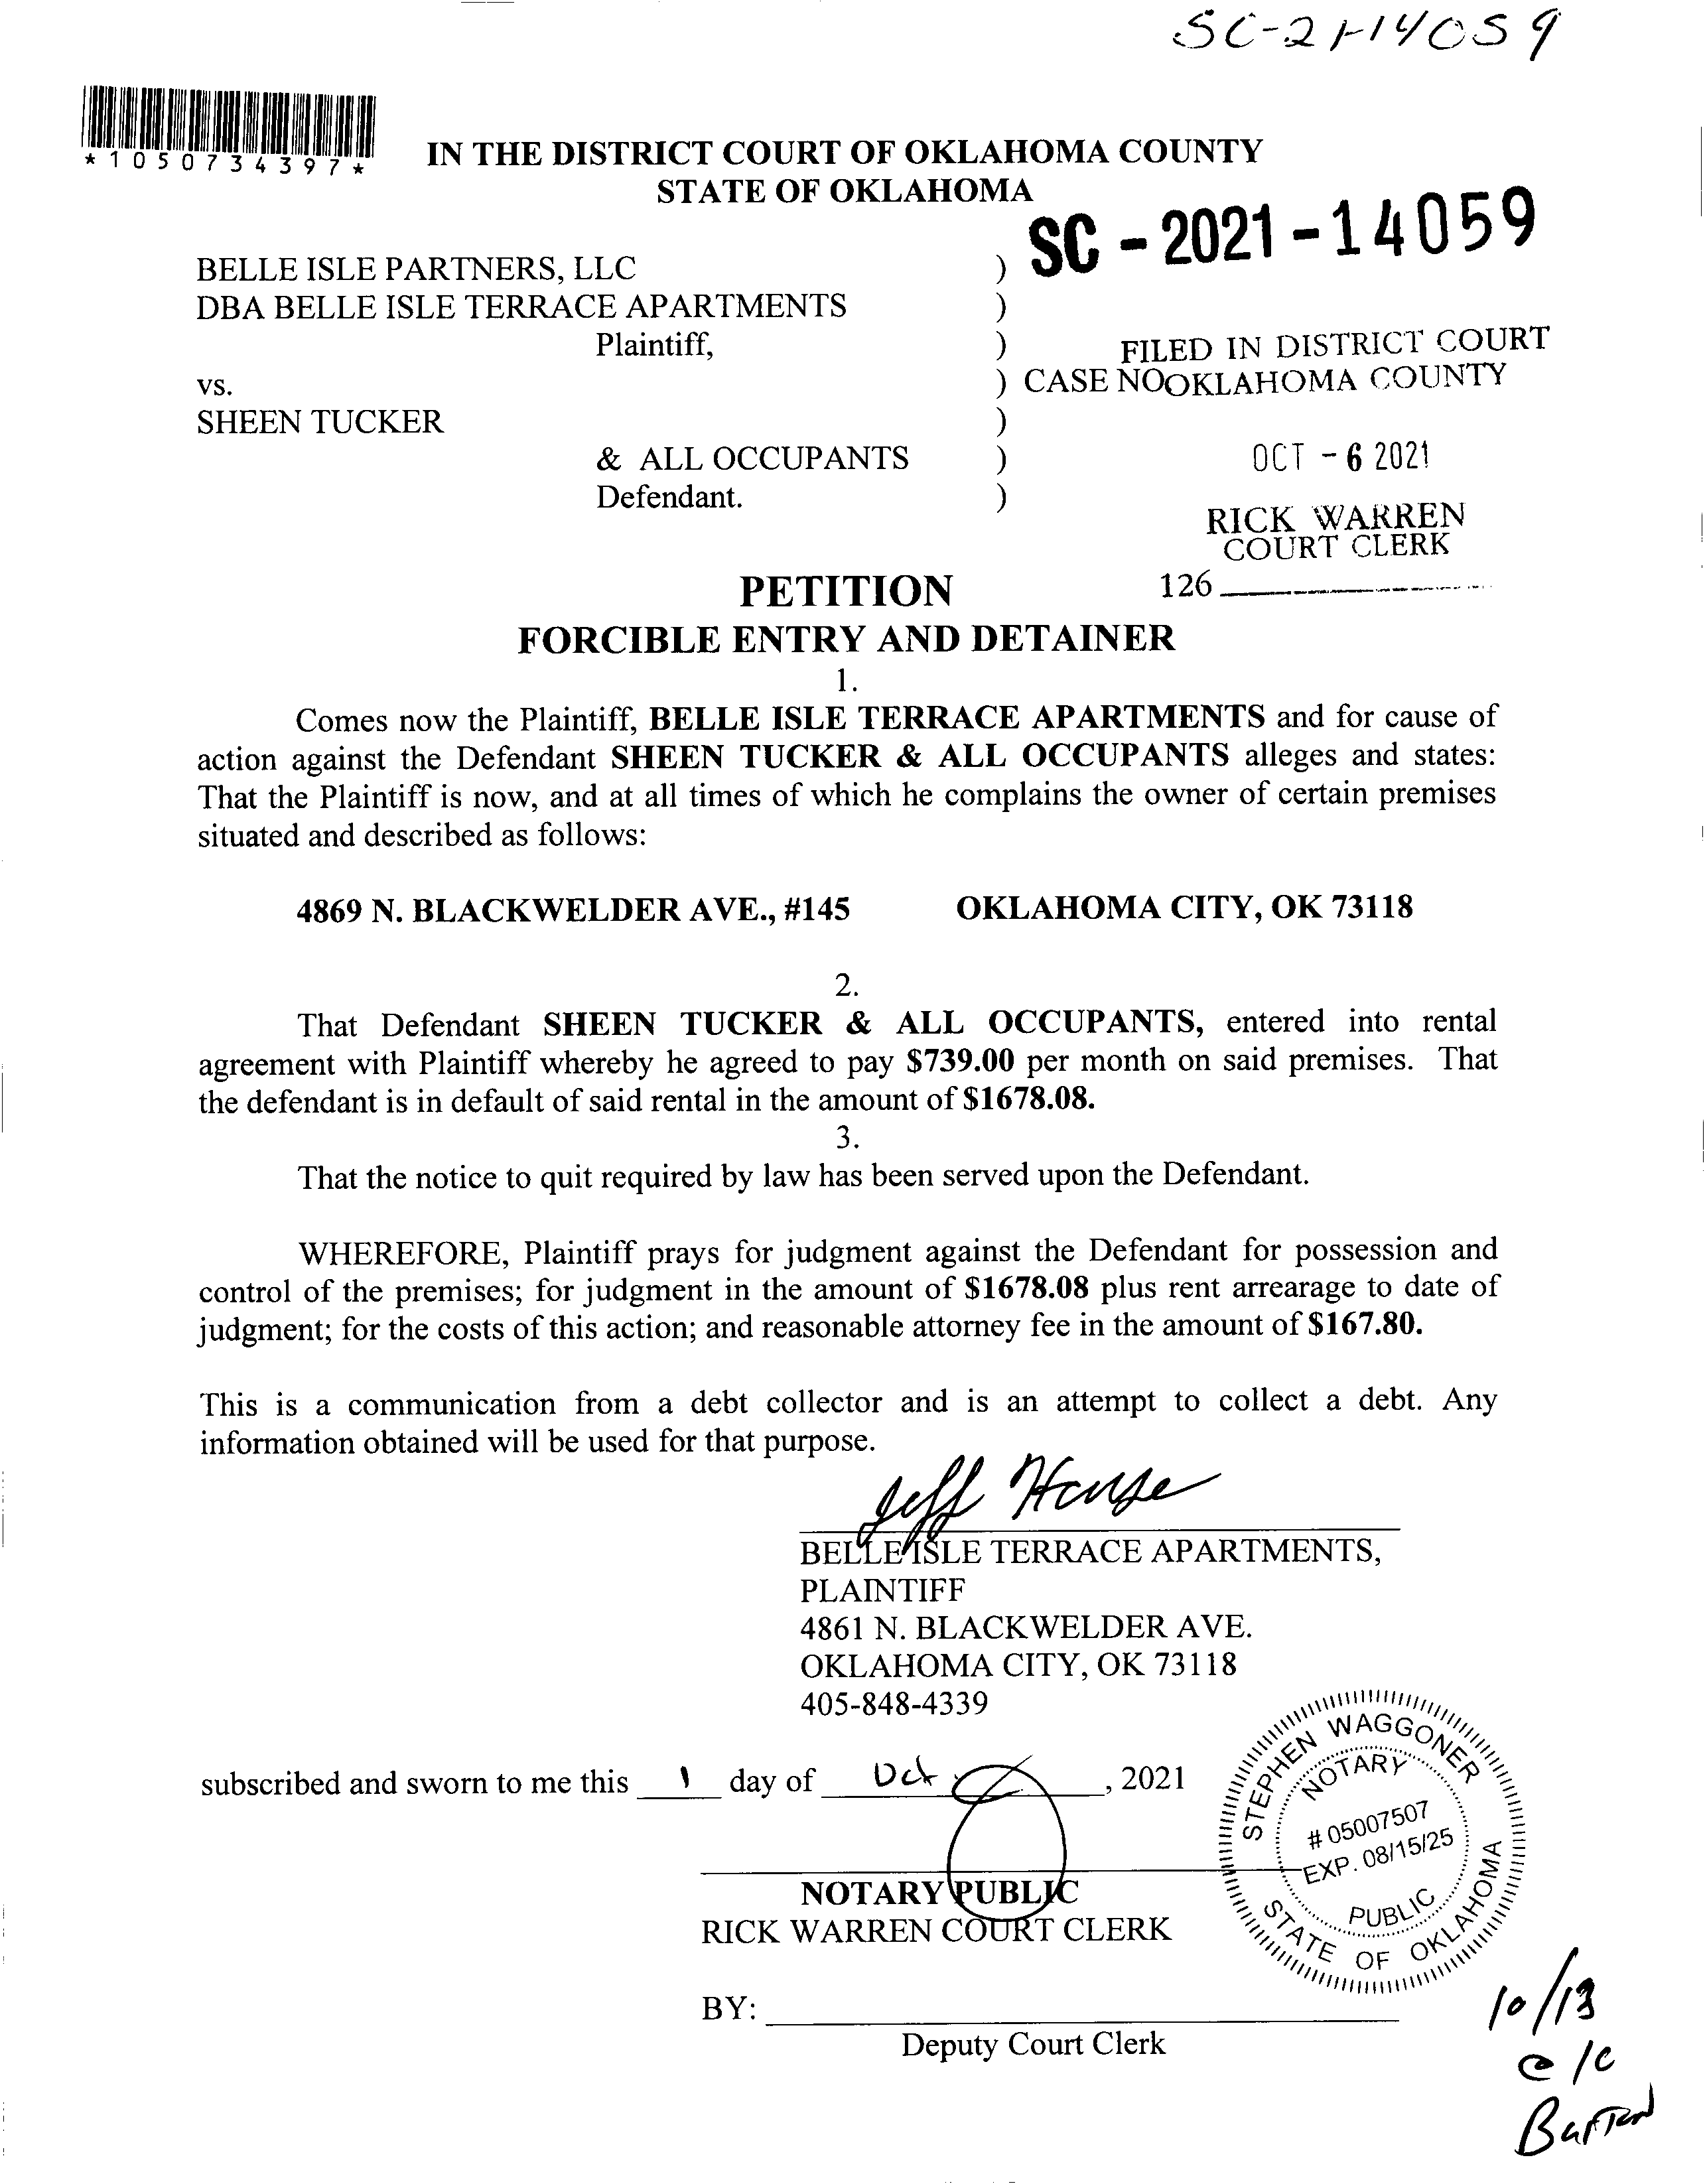 SC-21-14059
*1050734397*
IN THE DISTRICT COURT OF OKLAHOMA COUNTY
STATE OF OKLAHOMA
SC-2021-14059
BELLE ISLE PARTNERS, LLC )
DBA BELLE ISLE TERRACE APARTMENTS )
Plaintiff, )
FILED IN DISTRICT COURT
vs. ) CASE NO
OKLAHOMA COUNTY
SHEEN TUCKER )
& ALL OCCUPANTS )
OCT - 6 2021
Defendant. )
RICK WARREN
COURT CLERK
126
PETITION
FORCIBLE ENTRY AND DETAINER
1.
Comes now the Plaintiff, BELLE ISLE TERRACE APARTMENTS and for cause of
action against the Defendant SHEEN TUCKER & ALL OCCUPANTS alleges and states:
That the Plaintiff is now, and at all times of which he complains the owner of certain premises
situated and described as follows:
4869 N. BLACKWELDER AVE., #145 OKLAHOMA CITY, OK 73118
2.
That Defendant SHEEN TUCKER & ALL OCCUPANTS, entered into rental
agreement with Plaintiff whereby he agreed to pay $739.00 per month on said premises. That
the defendant is in default of said rental in the amount of $1678.08.
3.
That the notice to quit required by law has been served upon the Defendant.
WHEREFORE, Plaintiff prays for judgment against the Defendant for possession and
control of the premises; for judgment in the amount of $1678.08 plus rent arrearage to date of
judgment; for the costs of this action; and reasonable attorney fee in the amount of $167.80.
This is a communication from a debt collector and is an attempt to collect a debt. Any
information obtained will be used for that purpose.
Jeff House
BELLE ISLE TERRACE APARTMENTS,
PLAINTIFF
4861 N. BLACKWELDER AVE.
OKLAHOMA CITY, OK 73118
405-848-4339
subscribed and sworn to me this 1 day of Oct, 2021
STEPHEN WAGGONER
NOTARY
# 05007507
EXP. 08/15/25
PUBLIC
STATE OF OKLAHOMA
NOTARY PUBLIC
RICK WARREN COURT CLERK
BY:
Deputy Court Clerk
10/13
@
Barton